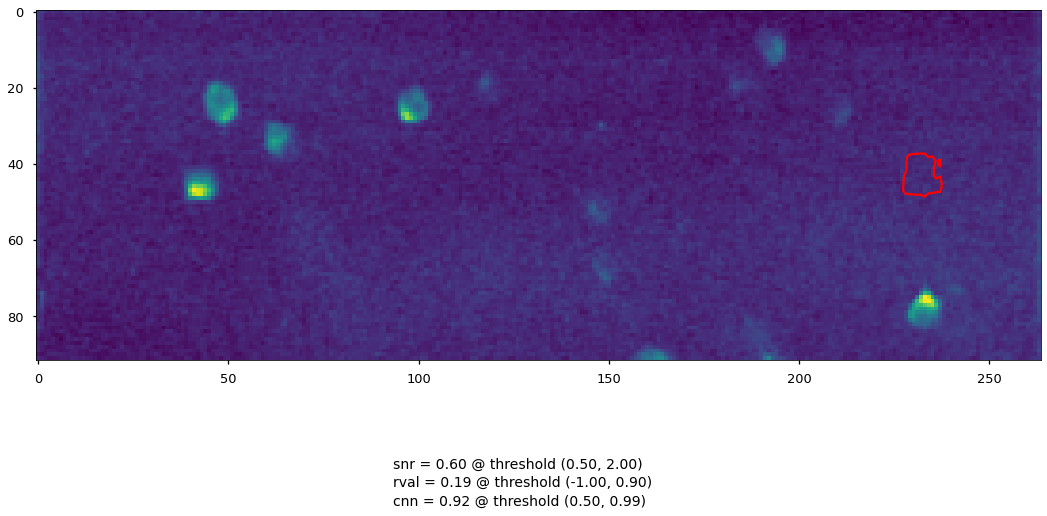 0
20
40
60
80
0 50 100 150 200 250
snr = 0.60 @ threshold (0.50, 2.00)
rval = 0.19 @ threshold (-1.00, 0.90)
cnn = 0.92 @ threshold (0.50, 0.99)